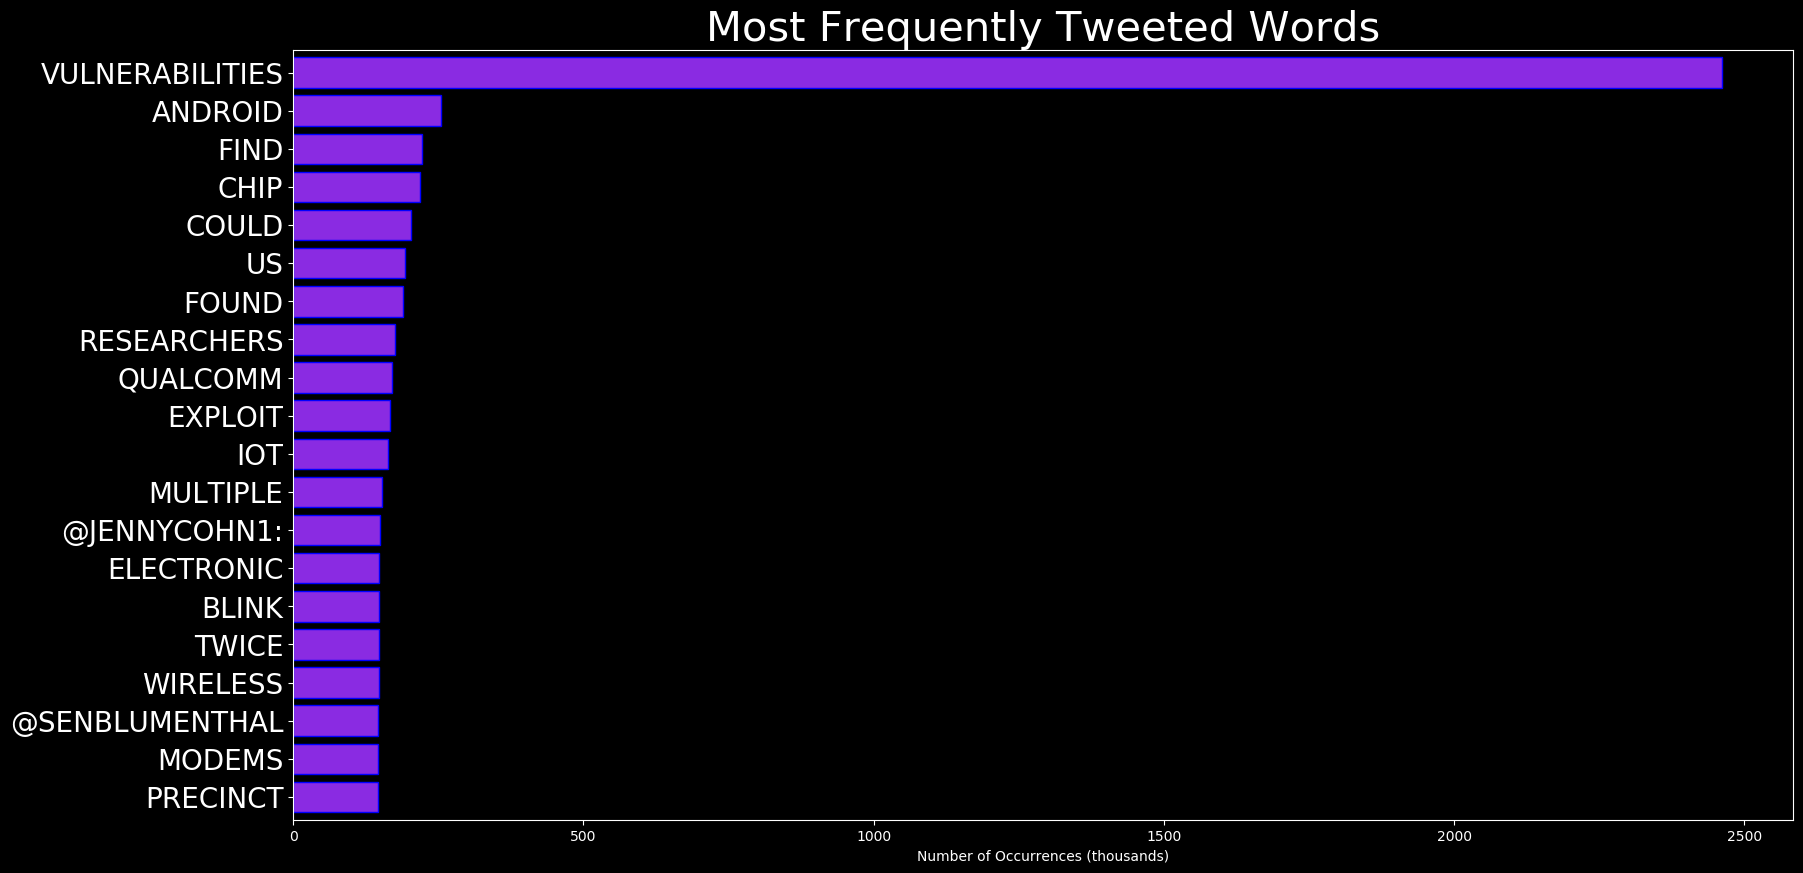 Most Frequently Tweeted Words
VULNERABILITIES
ANDROID
FIND
CHIP
COULD
US
FOUND
RESEARCHERS
QUALCOMM
EXPLOIT
IOT
MULTIPLE
@JENNYCOHN1:
ELECTRONIC
BLINK
TWICE
WIRELESS
@SENBLUMENTHAL
MODEMS
PRECINCT
0 500 1000 1500 2000 2500
Number of Occurrences (thousands)